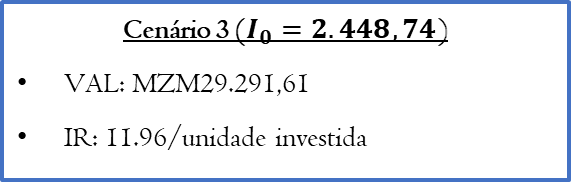 Cenário 3 (I₀ = 2.448,74)
• VAL: MZM29.291,61
• IR: 11.96/unidade investida